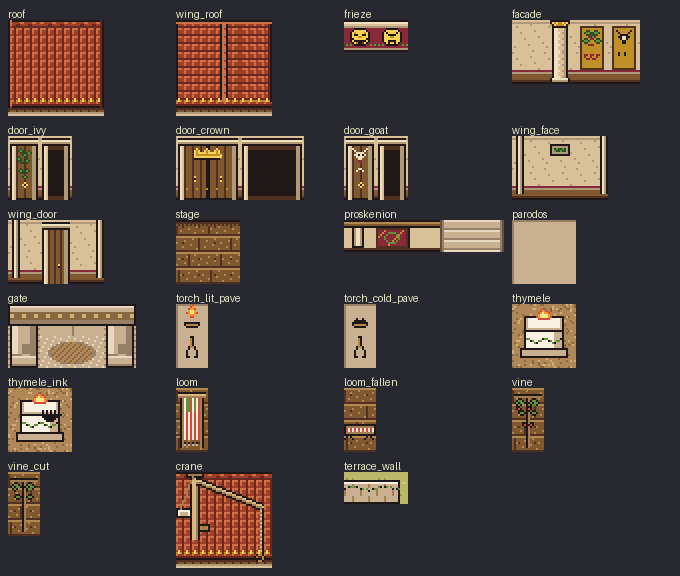 roof wing_roof frieze facade
door_ivy door_crown door_goat wing_face
wing_door stage proskenion parodos
gate torch_lit_pave torch_cold_pave thymele
thymele_ink loom loom_fallen vine
vine_cut crane terrace_wall